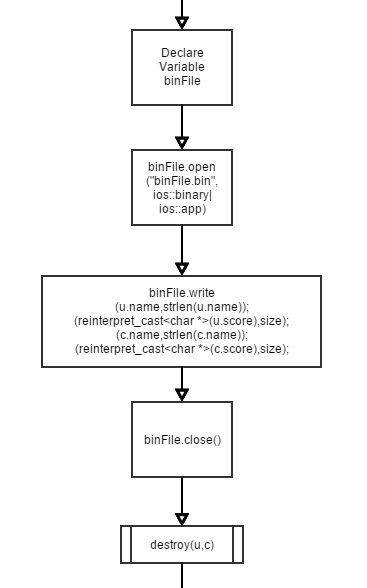 Declare
Variable
binFile
binFile.open
("binFile.bin",
ios::binary|
ios::app)
binFile.write
(u.name,strlen(u.name));
(reinterpret_cast<char *>(u.score),size);
(c.name,strlen(c.name));
(reinterpret_cast<char *>(c.score),size);
binFile.close()
destroy(u,c)